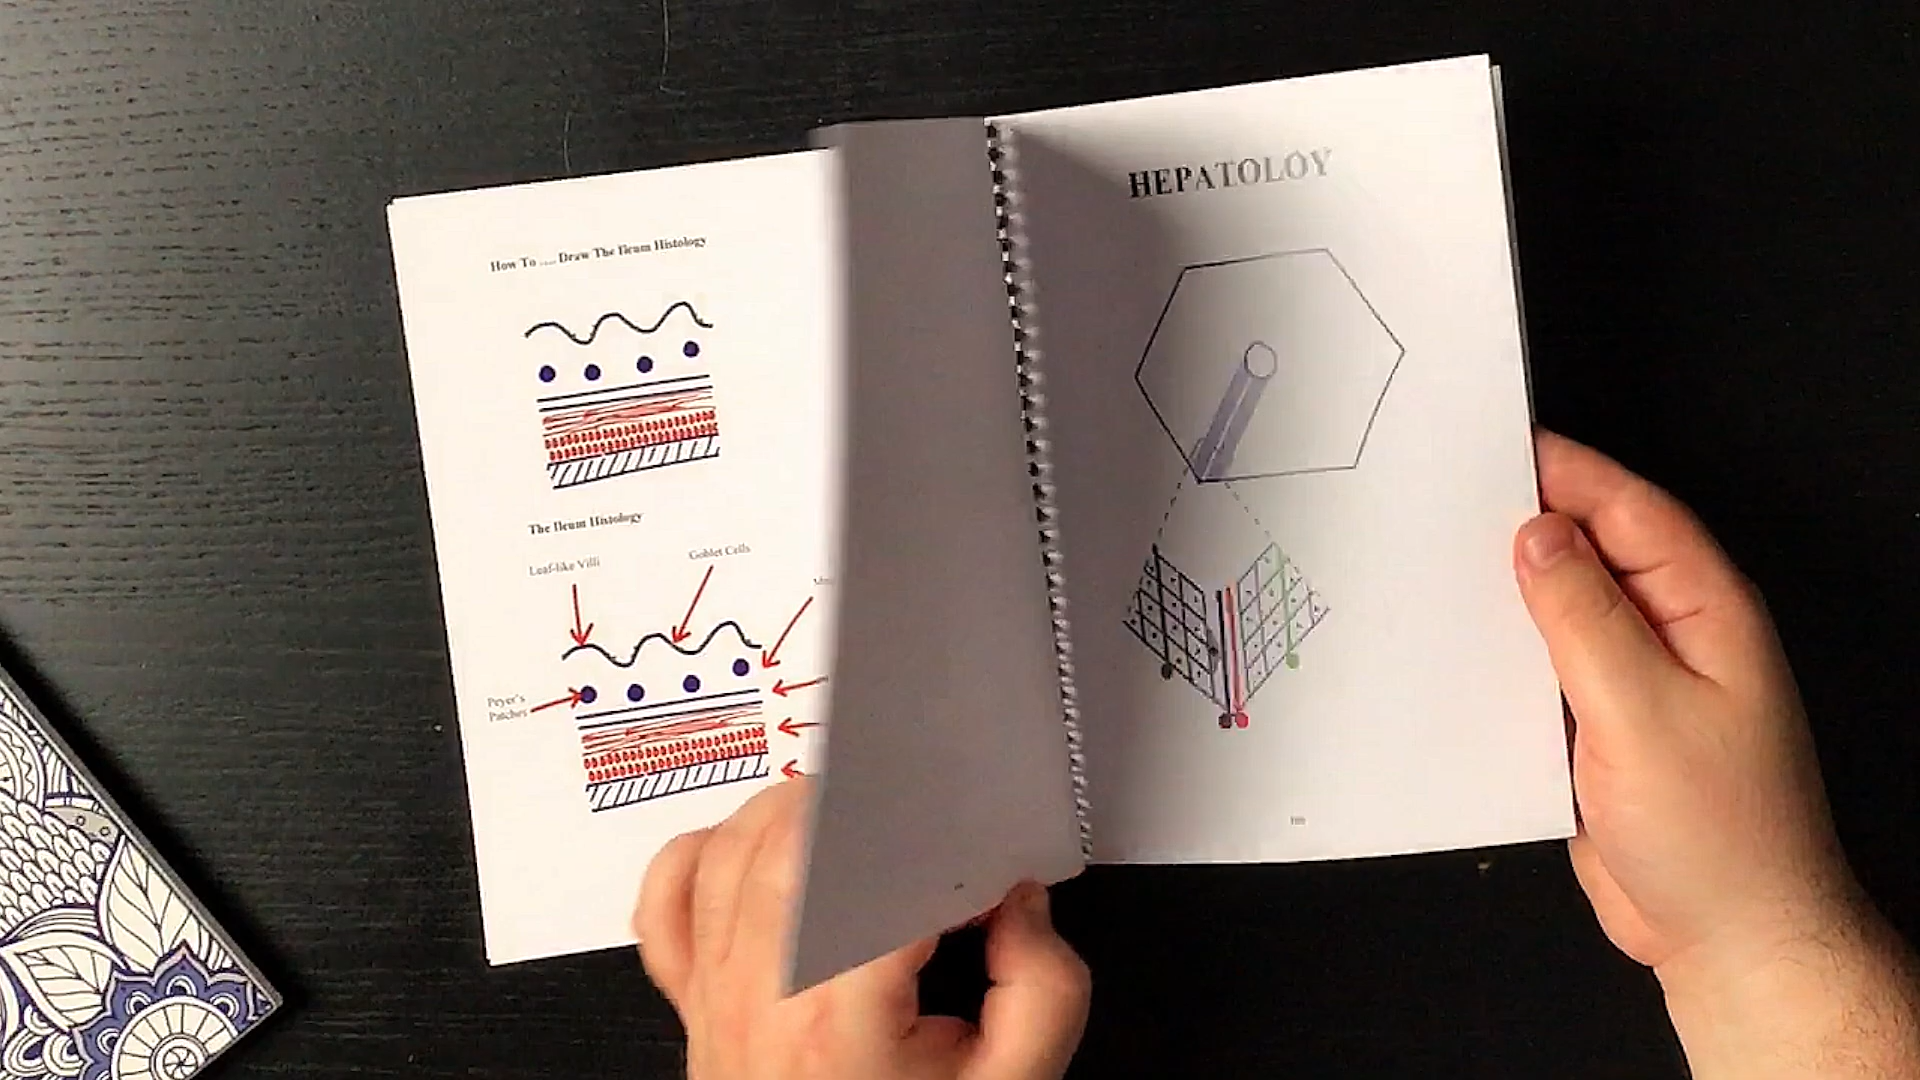 How To .... Draw The Ileum Histology
The Ileum Histology
Leaf-like Villi
Goblet Cells
Peyer's
Patches
HEPATOLOY